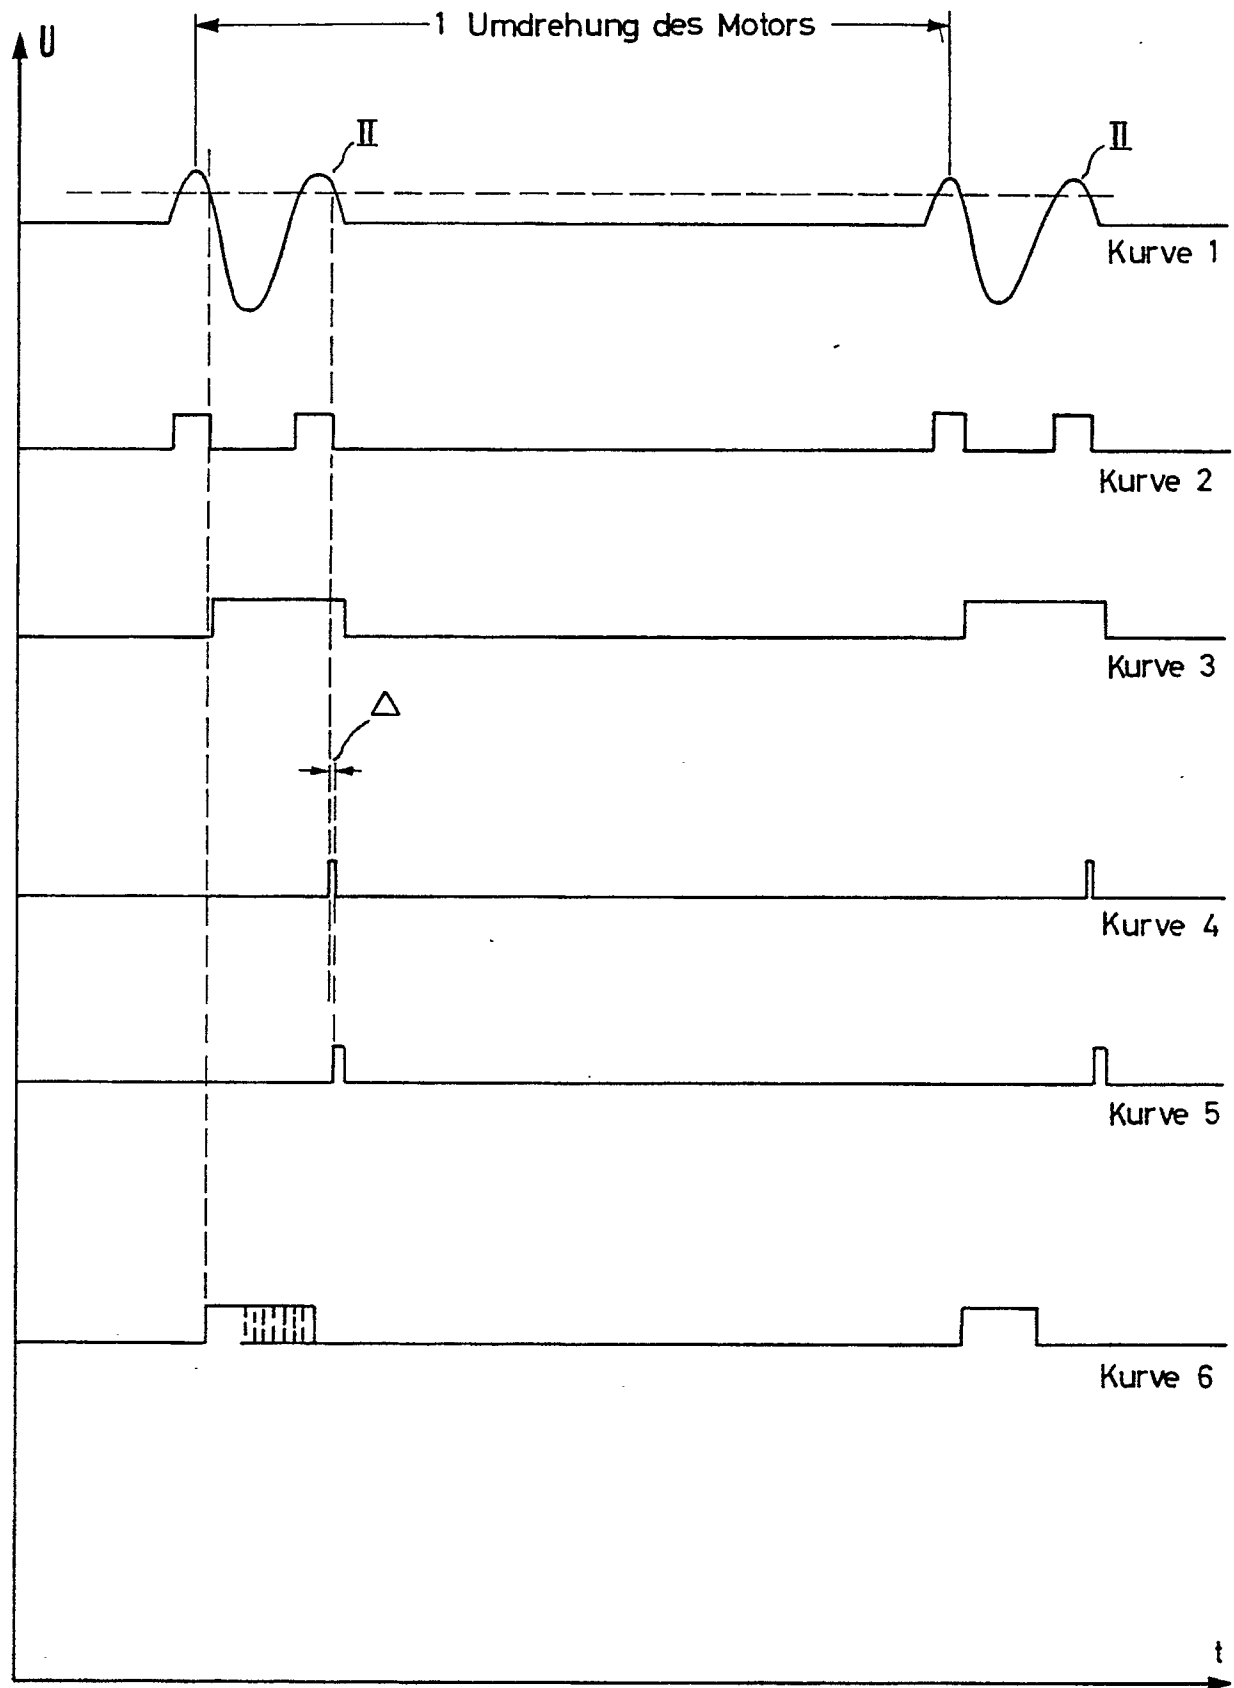 1 Umdrehung des Motors
U
II
II
Kurve 1
Kurve 2
Kurve 3
Δ
Kurve 4
Kurve 5
Kurve 6
t